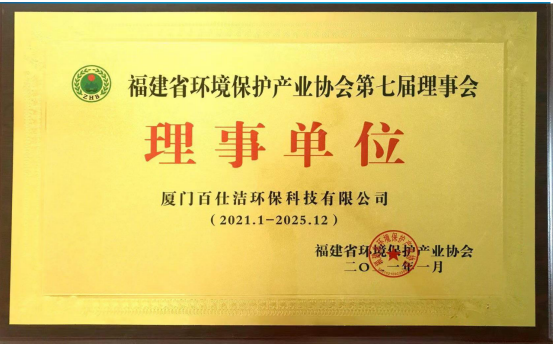 福建省环境保护产业协会第七届理事会
ZHB
理事单位
厦门百仕洁环保科技有限公司
(2021.1-2025.12)
福建省环境保护产业协会
二〇二一年一月